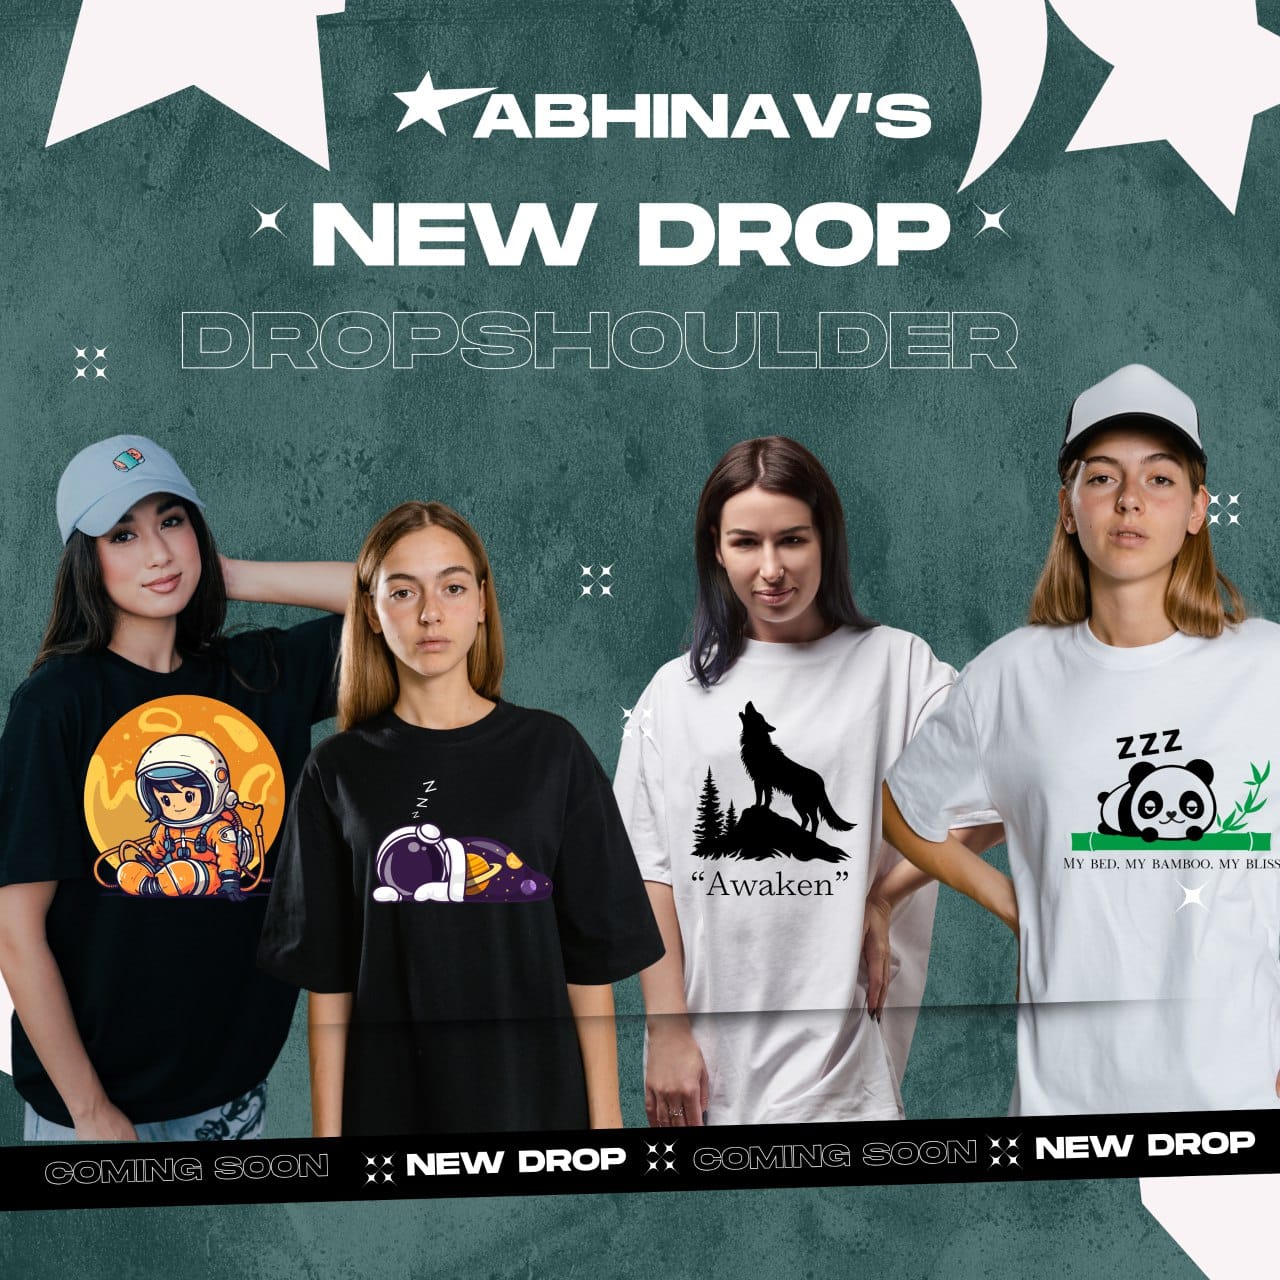 ABHINAV'S
NEW DROP
DROPSHOULDER
z z z
“Awaken”
zzz
MY BED, MY BAMBOO, MY BLISS
COMING SOON NEW DROP COMING SOON NEW DROP